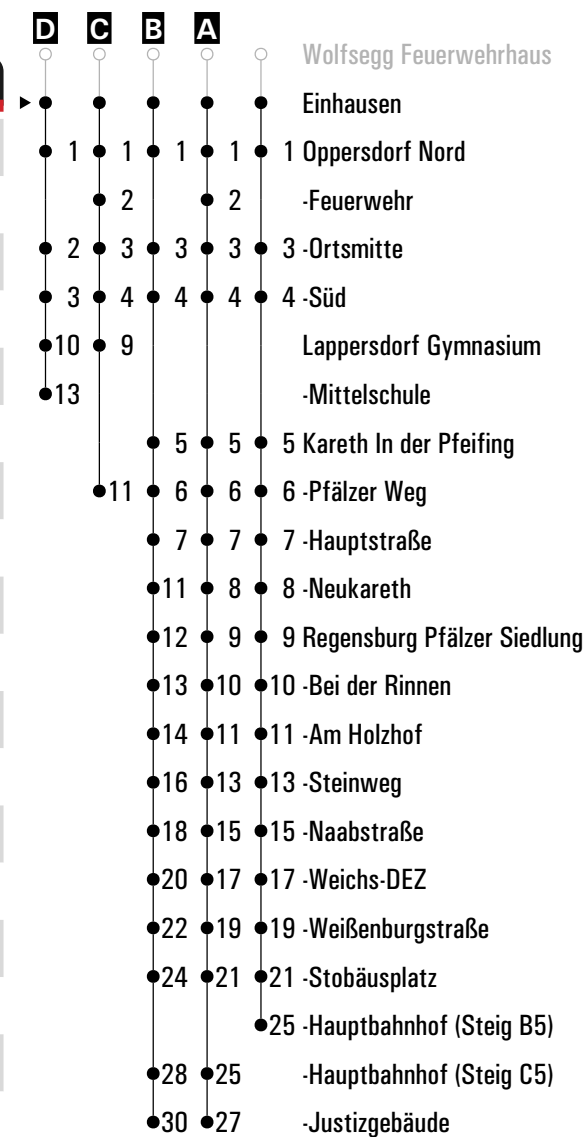 D C B A
Wolfsegg Feuerwehrhaus
Einhausen
1 1 1 1 1 Oppersdorf Nord
2 2 -Feuerwehr
2 3 3 3 3 -Ortsmitte
3 4 4 4 4 -Süd
10 9 Lappersdorf Gymnasium
13 -Mittelschule
5 5 5 Kareth In der Pfeifing
11 6 6 6 -Pfälzer Weg
7 7 7 -Hauptstraße
11 8 8 -Neukareth
12 9 9 Regensburg Pfälzer Siedlung
13 10 10 -Bei der Rinnen
14 11 11 -Am Holzhof
16 13 13 -Steinweg
18 15 15 -Naabstraße
20 17 17 -Weichs-DEZ
22 19 19 -Weißenburgstraße
24 21 21 -Stobäusplatz
25 -Hauptbahnhof (Steig B5)
28 25 -Hauptbahnhof (Steig C5)
30 27 -Justizgebäude